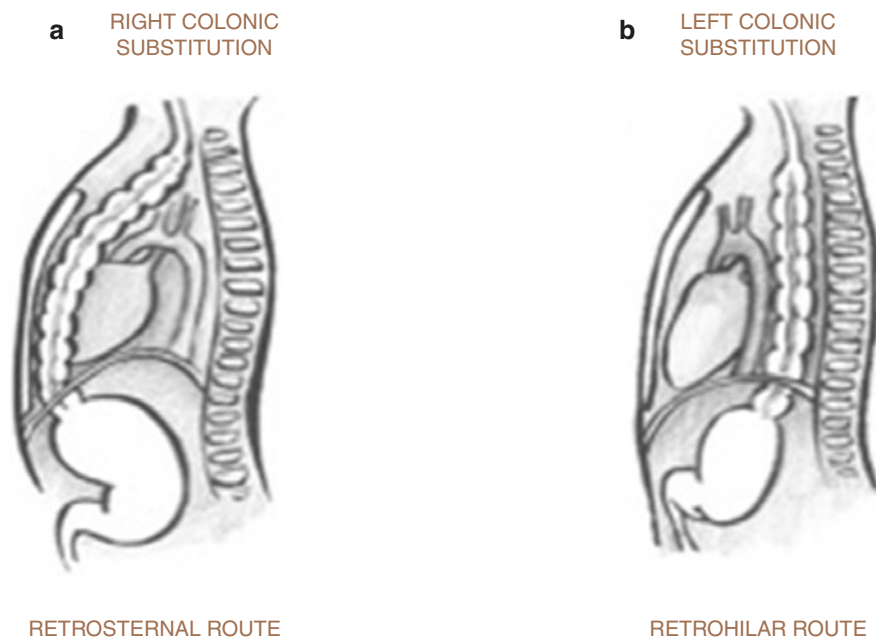 a
RIGHT COLONIC
SUBSTITUTION
b
LEFT COLONIC
SUBSTITUTION
RETROSTERNAL ROUTE
RETROHILAR ROUTE